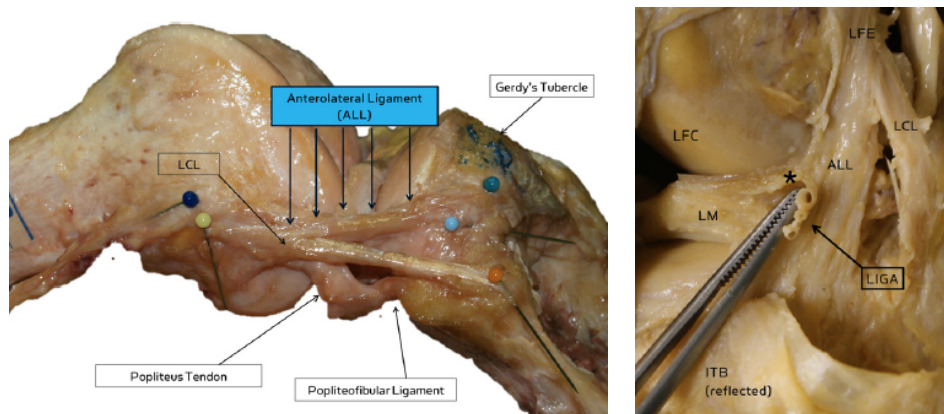 Anterolateral Ligament
(ALL)
Gerdy's Tubercle
LCL
Popliteus Tendon
Popliteofibular Ligament
LFE
LCL
LFC
ALL
*
LM
LIGA
ITB
(reflected)